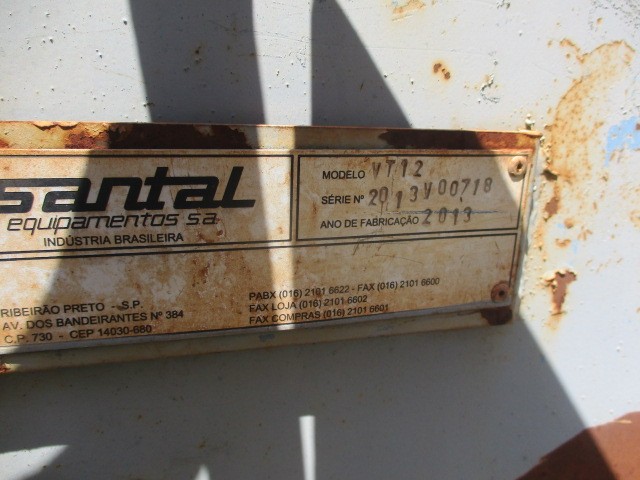 santal
equipamentos s.a.
INDÚSTRIA BRASILEIRA
MODELO VT12
SÉRIE Nº 2013V00718
ANO DE FABRICAÇÃO 2013
RIBEIRÃO PRETO - S.P.
AV. DOS BANDEIRANTES Nº 384
C.P. 730 - CEP 14030-680
PABX (016) 2101 6622 - FAX (016) 2101 6600
FAX LOJA (016) 2101 6602
FAX COMPRAS (016) 2101 6601